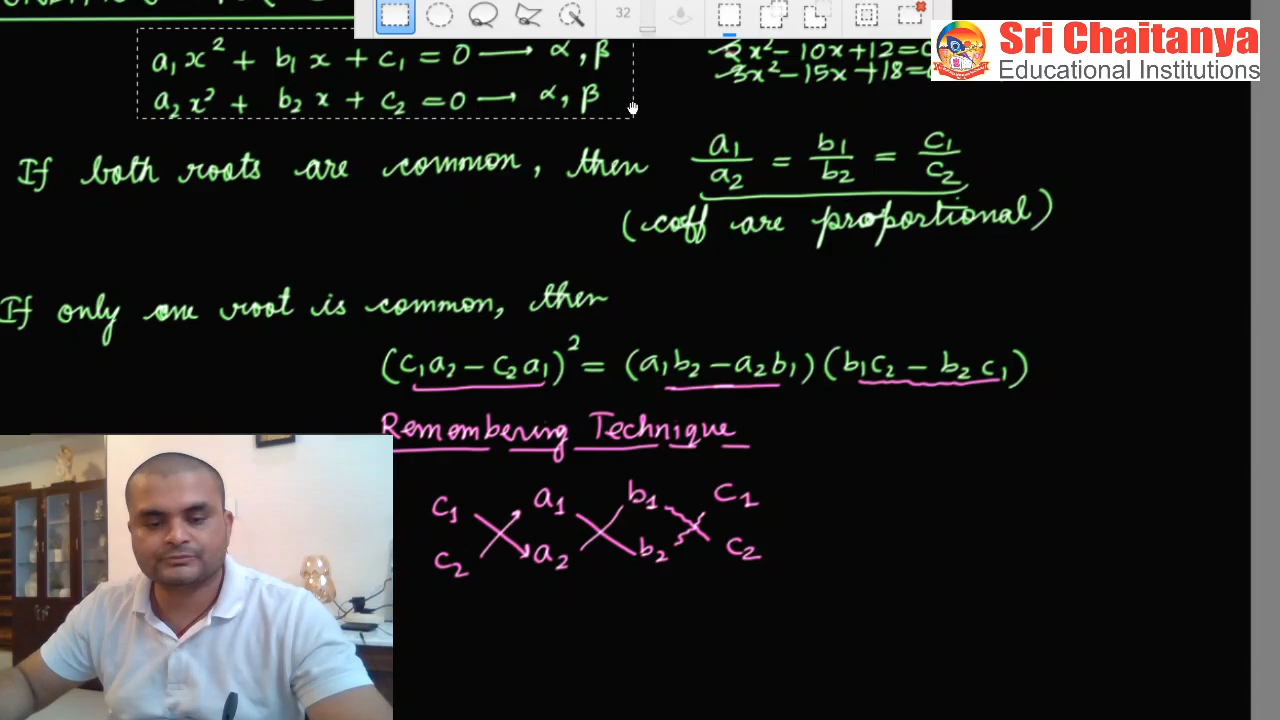 32
Sri Chaitanya
Educational Institutions
a₁x² + b₁x + c₁ = 0 → α, β
a₂x² + b₂x + c₂ = 0 → α, β
2x² − 10x + 12 = 0
3x² − 15x + 18 =
If both roots are common, then a₁/a₂ = b₁/b₂ = c₁/c₂
(coeff are proportional)
If only one root is common, then
(c₁a₂ − c₂a₁)² = (a₁b₂ − a₂b₁)(b₁c₂ − b₂c₁)
Remembering Technique
c₁ a₁ b₁ c₁
c₂ a₂ b₂ c₂